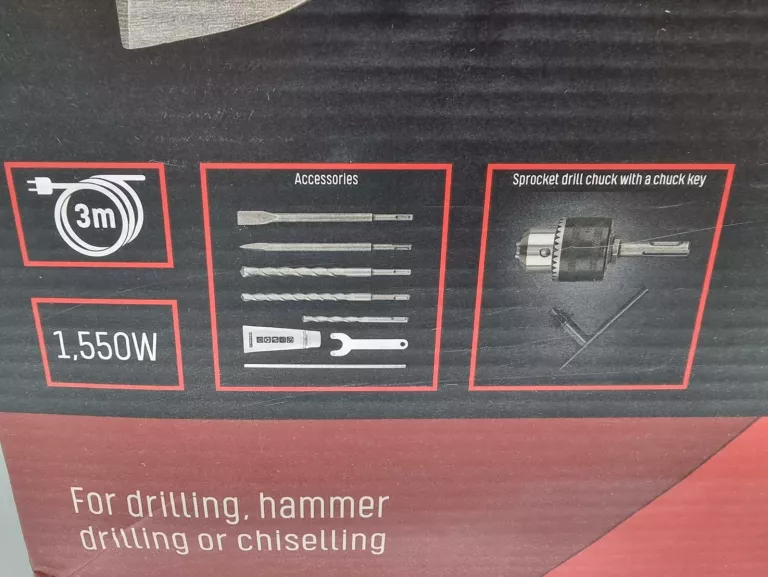 3m
Accessories
Sprocket drill chuck with a chuck key
1,550W
For drilling, hammer
drilling or chiselling